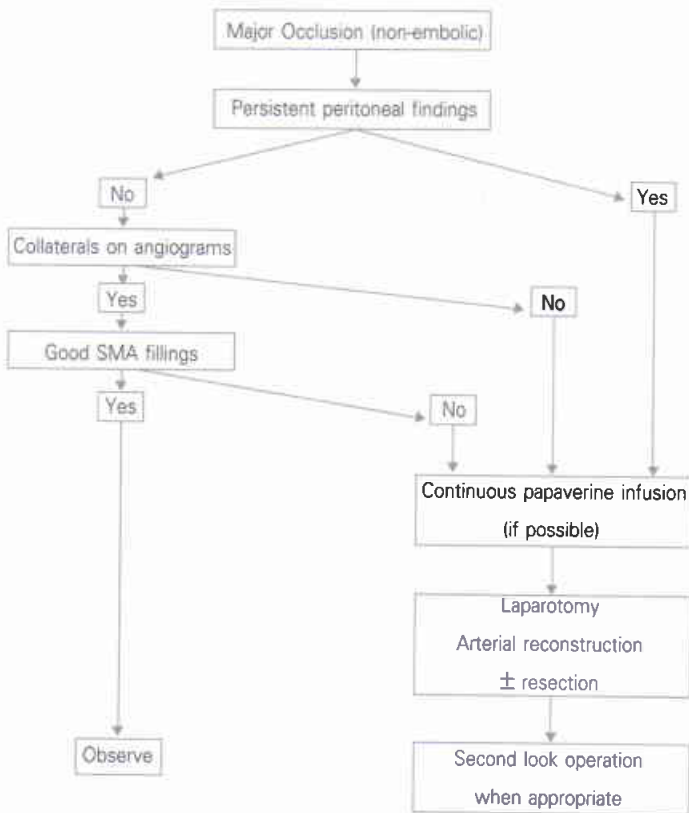 Major Occlusion (non-embolic)
Persistent peritoneal findings
No
Yes
Collaterals on angiograms
Yes
No
Good SMA fillings
Yes
No
Continuous papaverine infusion
(if possible)
Laparotomy
Arterial reconstruction
± resection
Observe
Second look operation
when appropriate